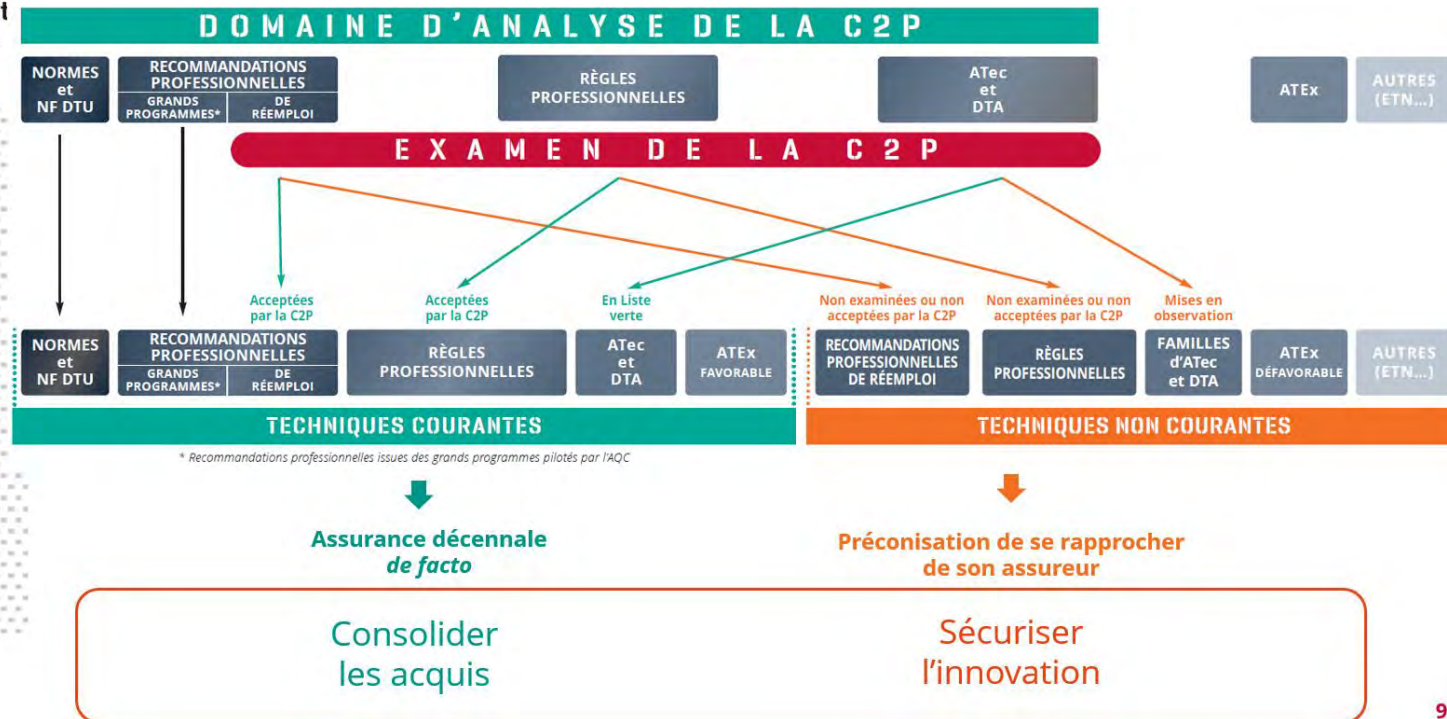 t
DOMAINE D'ANALYSE DE LA C2P
NORMES
et
NF DTU
RECOMMANDATIONS
PROFESSIONNELLES
GRANDS
PROGRAMMES*
DE
RÉEMPLOI
RÈGLES
PROFESSIONNELLES
ATec
et
DTA
ATEx
AUTRES
(ETN...)
EXAMEN DE LA C2P
Acceptées
par la C2P
Acceptées
par la C2P
En Liste
verte
Non examinées ou non
acceptées par la C2P
Non examinées ou non
acceptées par la C2P
Mises en
observation
NORMES
et
NF DTU
RECOMMANDATIONS
PROFESSIONNELLES
GRANDS
PROGRAMMES*
DE
RÉEMPLOI
RÈGLES
PROFESSIONNELLES
ATec
et
DTA
ATEx
FAVORABLE
RECOMMANDATIONS
PROFESSIONNELLES
DE RÉEMPLOI
RÈGLES
PROFESSIONNELLES
FAMILLES
d'ATec
et DTA
ATEx
DÉFAVORABLE
AUTRES
(ETN...)
TECHNIQUES COURANTES
TECHNIQUES NON COURANTES
* Recommandations professionnelles issues des grands programmes pilotés par l'AQC
Assurance décennale
de facto
Préconisation de se rapprocher
de son assureur
Consolider
les acquis
Sécuriser
l'innovation
9